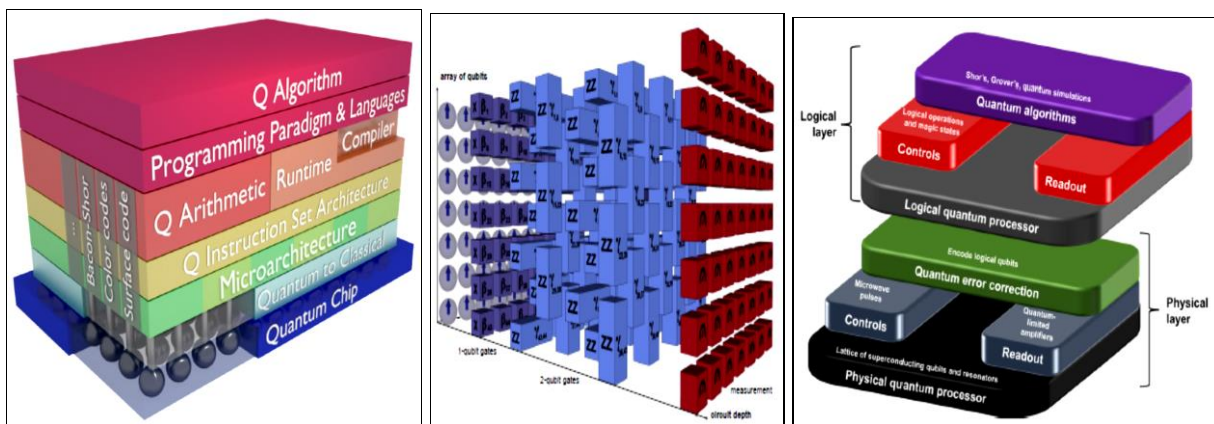 Q Algorithm
Programming Paradigm & Languages
Compiler
Runtime
Q Arithmetic
Q Instruction Set Architecture
Microarchitecture
Quantum to Classical
Quantum Chip
...
Bacon-Shor
Color codes
Surface code
array of qubits
X
β
ZZ
1-qubit gates
2-qubit gates
measurement
circuit depth
Logical layer
Shor's, Grover's, quantum simulations
Quantum algorithms
Logical operations
and magic states
Controls
Readout
Logical quantum processor
Encode logical qubits
Quantum error correction
Microwave
pulses
Controls
Quantum-
limited
amplifiers
Readout
Lattice of superconducting qubits and resonators
Physical quantum processor
Physical
layer